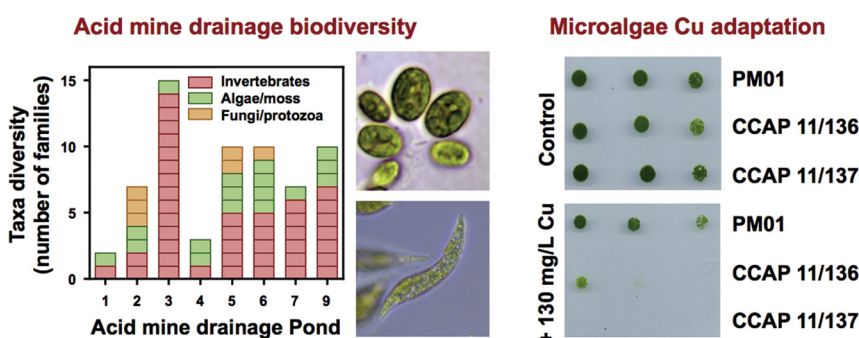 Acid mine drainage biodiversity
Taxa diversity
(number of families)
15
10
5
0
Invertebrates
Algae/moss
Fungi/protozoa
1 2 3 4 5 6 7 9
Acid mine drainage Pond
Microalgae Cu adaptation
Control
PM01
CCAP 11/136
CCAP 11/137
+ 130 mg/L Cu
PM01
CCAP 11/136
CCAP 11/137